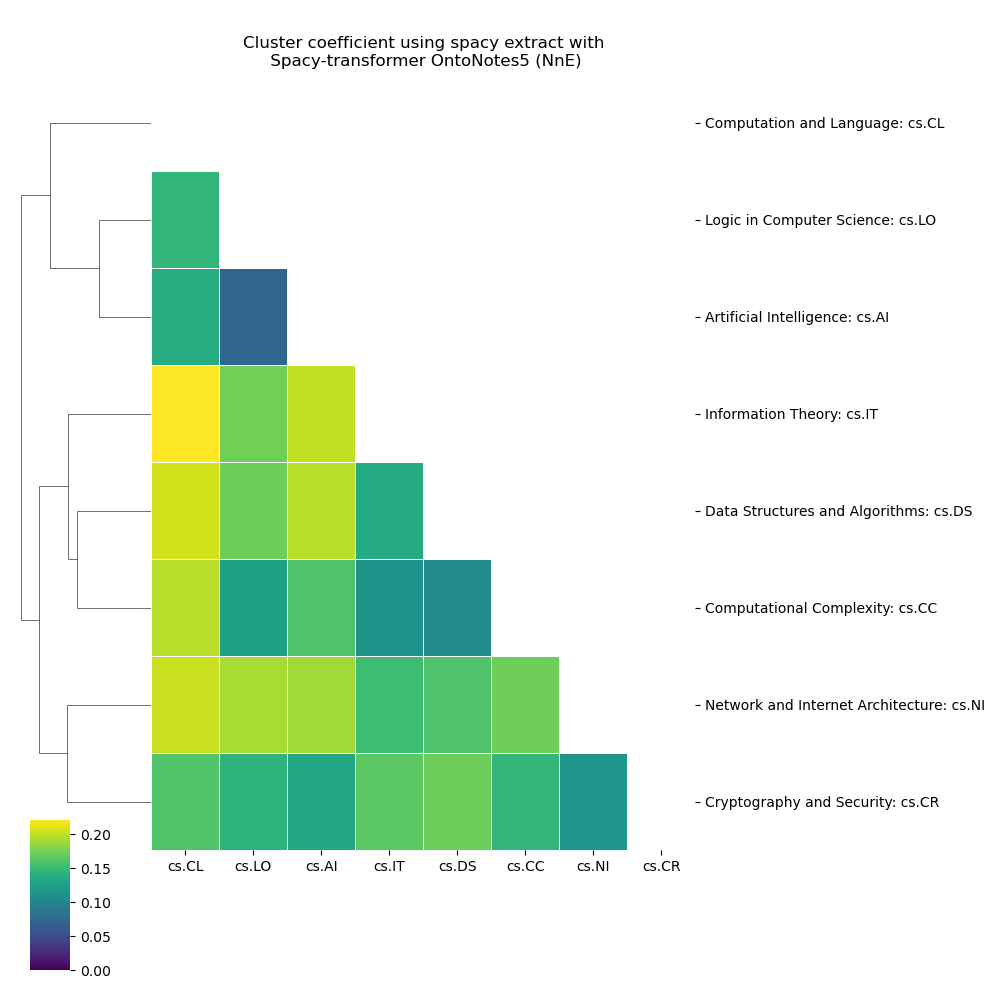 Cluster coefficient using spacy extract with
Spacy-transformer OntoNotes5 (NnE)
Computation and Language: cs.CL
Logic in Computer Science: cs.LO
Artificial Intelligence: cs.AI
Information Theory: cs.IT
Data Structures and Algorithms: cs.DS
Computational Complexity: cs.CC
Network and Internet Architecture: cs.NI
Cryptography and Security: cs.CR
cs.CL cs.LO cs.AI cs.IT cs.DS cs.CC cs.NI cs.CR
0.20
0.15
0.10
0.05
0.00